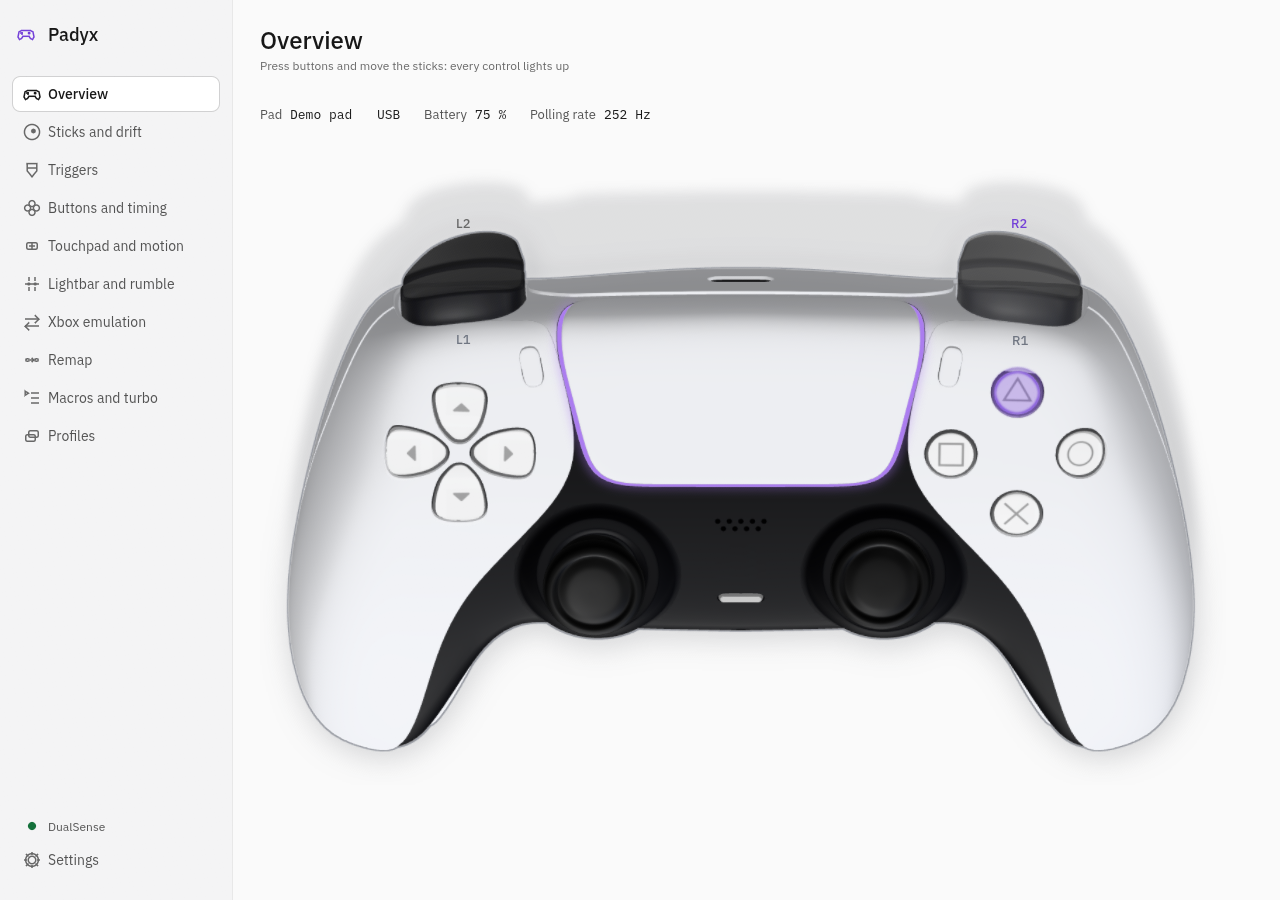 Padyx
Overview
Sticks and drift
Triggers
Buttons and timing
Touchpad and motion
Lightbar and rumble
Xbox emulation
Remap
Macros and turbo
Profiles
DualSense
Settings
Overview
Press buttons and move the sticks: every control lights up
Pad Demo pad USB Battery 75 % Polling rate 252 Hz
L2 R2
L1 R1